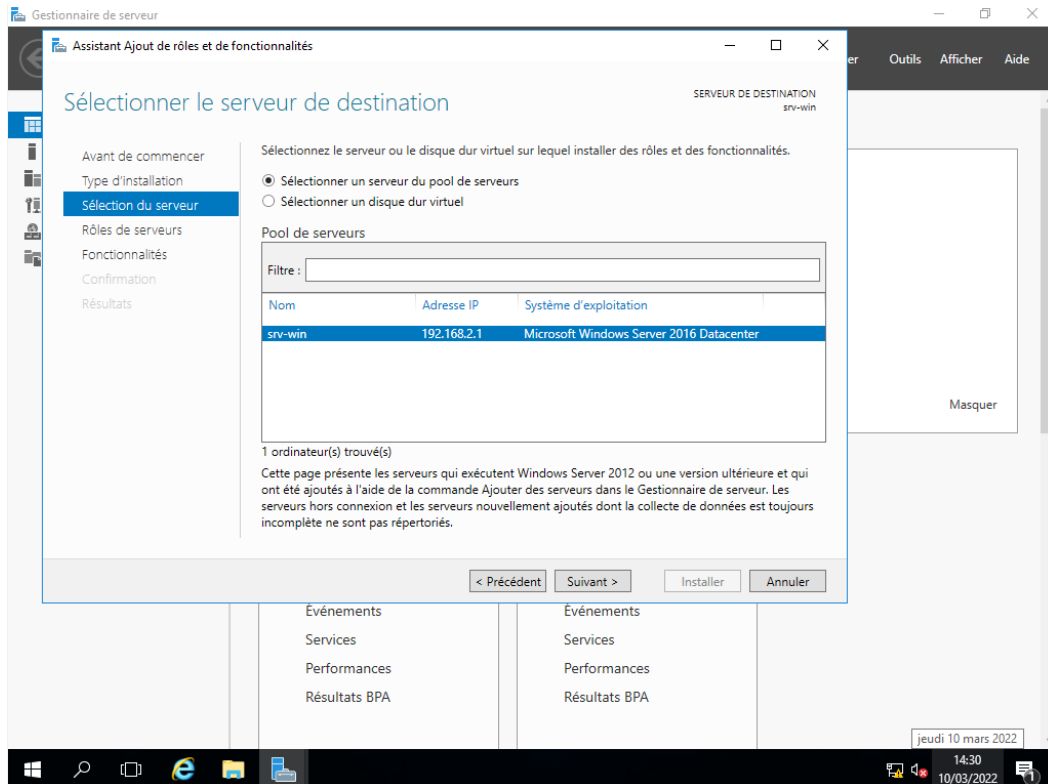 Gestionnaire de serveur
Assistant Ajout de rôles et de fonctionnalités
Outils Afficher Aide
Sélectionner le serveur de destination
SERVEUR DE DESTINATION
srv-win
Avant de commencer
Type d'installation
Sélection du serveur
Rôles de serveurs
Fonctionnalités
Confirmation
Résultats
Sélectionnez le serveur ou le disque dur virtuel sur lequel installer des rôles et des fonctionnalités.
Sélectionner un serveur du pool de serveurs
Sélectionner un disque dur virtuel
Pool de serveurs
Filtre :
Nom Adresse IP Système d'exploitation
srv-win 192.168.2.1 Microsoft Windows Server 2016 Datacenter
1 ordinateur(s) trouvé(s)
Cette page présente les serveurs qui exécutent Windows Server 2012 ou une version ultérieure et qui
ont été ajoutés à l'aide de la commande Ajouter des serveurs dans le Gestionnaire de serveur. Les
serveurs hors connexion et les serveurs nouvellement ajoutés dont la collecte de données est toujours
incomplète ne sont pas répertoriés.
Masquer
< Précédent Suivant > Installer Annuler
Événements Événements
Services Services
Performances Performances
Résultats BPA Résultats BPA
jeudi 10 mars 2022
14:30
10/03/2022
1